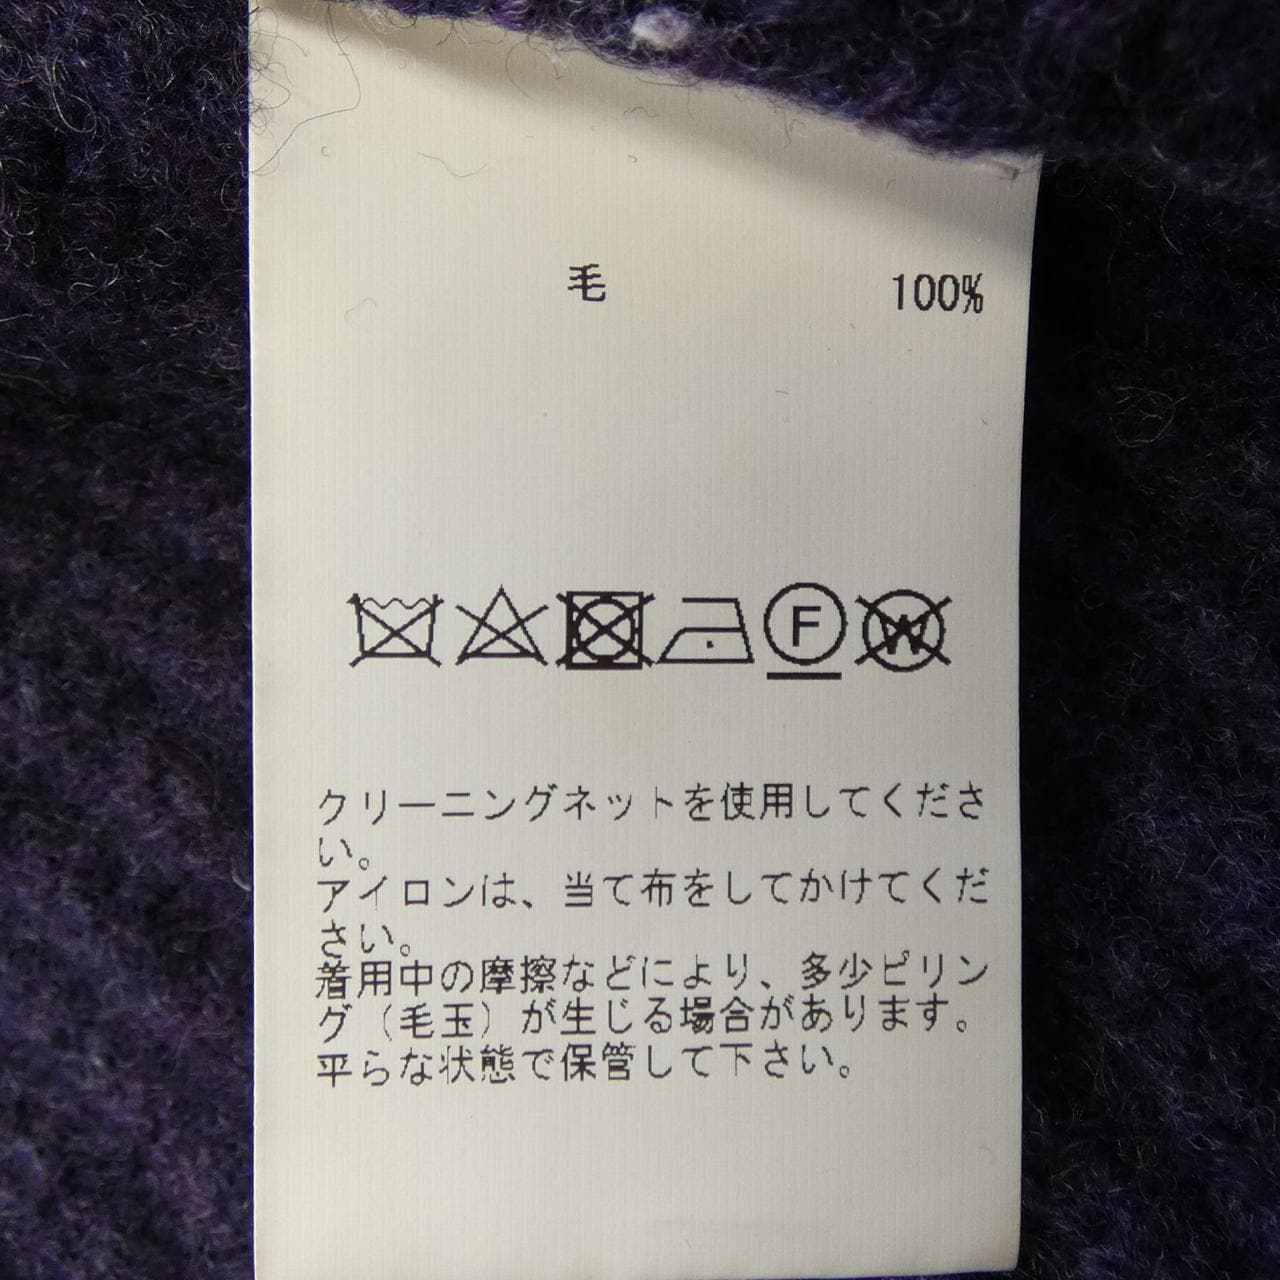 毛 100%
F W
クリーニングネットを使用してくださ
い。
アイロンは、当て布をしてかけてくだ
さい。
着用中の摩擦などにより、多少ピリン
グ（毛玉）が生じる場合があります。
平らな状態で保管して下さい。